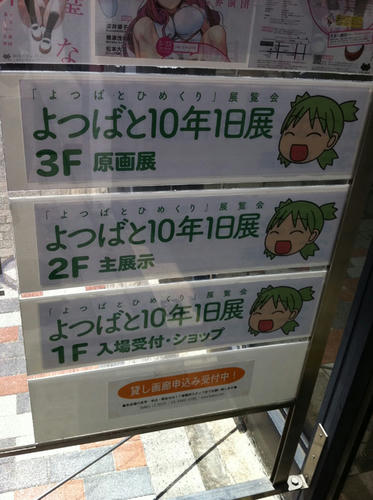 「よつばとひめくり」展覧会
よつばと10年1日展
3F 原画展
「よつばとひめくり」展覧会
よつばと10年1日展
2F 主展示
「よつばとひめくり」展覧会
よつばと10年1日展
1F 入場受付・ショップ
貸し画廊申込み受付中！